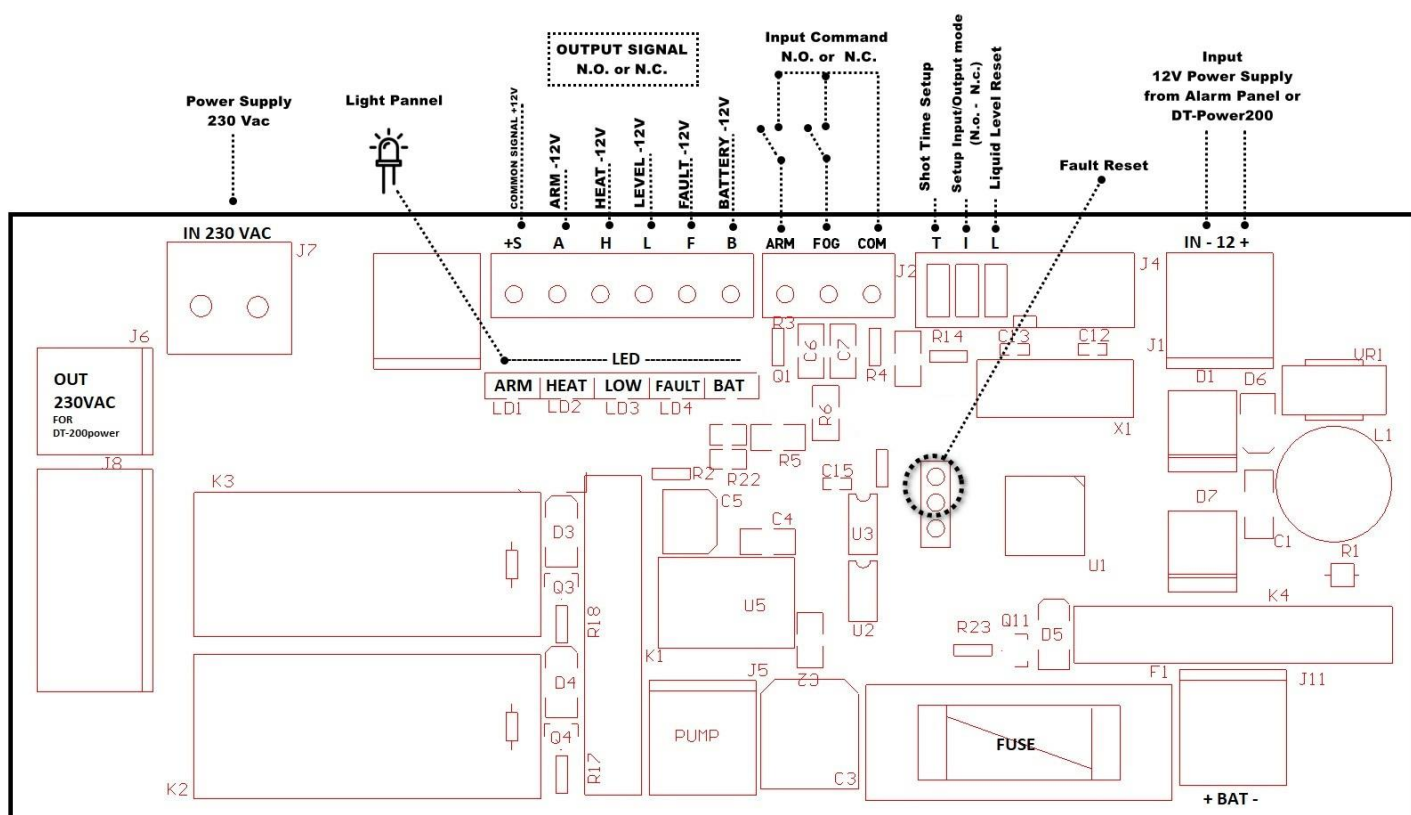 OUTPUT SIGNAL
N.O. or N.C.
Input Command
N.O. or N.C.
Input
12V Power Supply
from Alarm Panel or
DT-Power200
Power Supply
230 Vac
Light Pannel
COMMON SIGNAL +12V
ARM -12V
HEAT -12V
LEVEL -12V
FAULT -12V
BATTERY -12V
Shot Time Setup
Setup Input/Output mode
(N.o. - N.c.)
Liquid Level Reset
Fault Reset
IN 230 VAC
+S A H L F B
ARM FOG COM
T I L
IN - 12 +
J7
J2
J4
J6
J1
OUT
230VAC
FOR
DT-200power
LED
ARM HEAT LOW FAULT BAT
LD1 LD2 LD3 LD4
R3
C6
C7
Q1
R4
R14
C13
C12
X1
D1
D6
UR1
L1
R6
R5
R2
R22
C15
J8
K3
D3
C5
C4
U3
U1
D7
C1
R1
Q3
R18
U5
U2
K4
R23
Q11
D5
K1
C2
D4
Q4
R17
K2
J5
PUMP
C3
F1
FUSE
J11
+ BAT -